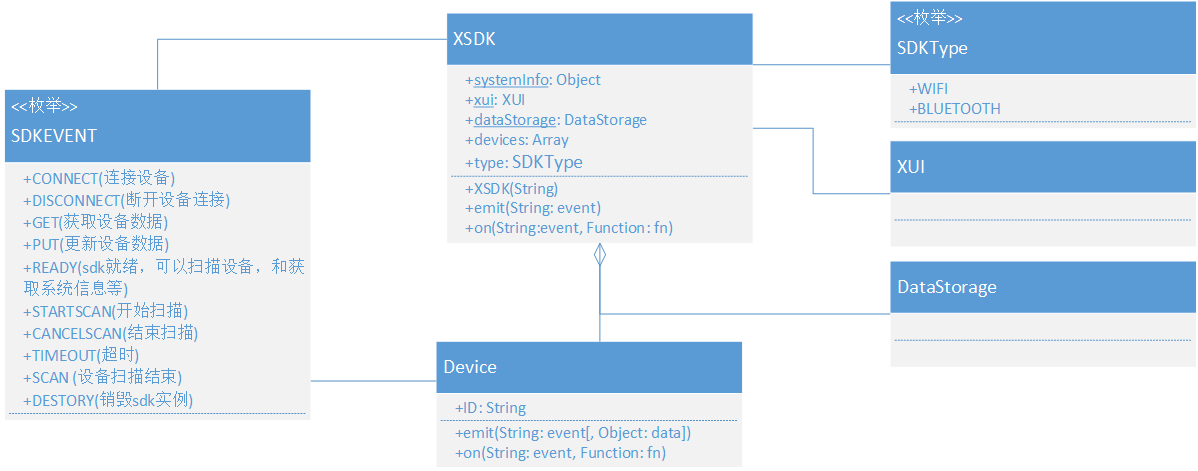 <<枚举>>
SDKEVENT
+CONNECT(连接设备)
+DISCONNECT(断开设备连接)
+GET(获取设备数据)
+PUT(更新设备数据)
+READY(sdk就绪，可以扫描设备，和获
取系统信息等)
+STARTSCAN(开始扫描)
+CANCELSCAN(结束扫描)
+TIMEOUT(超时)
+SCAN (设备扫描结束)
+DESTORY(销毁sdk实例)
XSDK
+systemInfo: Object
+xui: XUI
+dataStorage: DataStorage
+devices: Array
+type: SDKType
+XSDK(String)
+emit(String: event)
+on(String:event, Function: fn)
Device
+ID: String
+emit(String: event[, Object: data])
+on(String: event, Function: fn)
<<枚举>>
SDKType
+WIFI
+BLUETOOTH
XUI
DataStorage